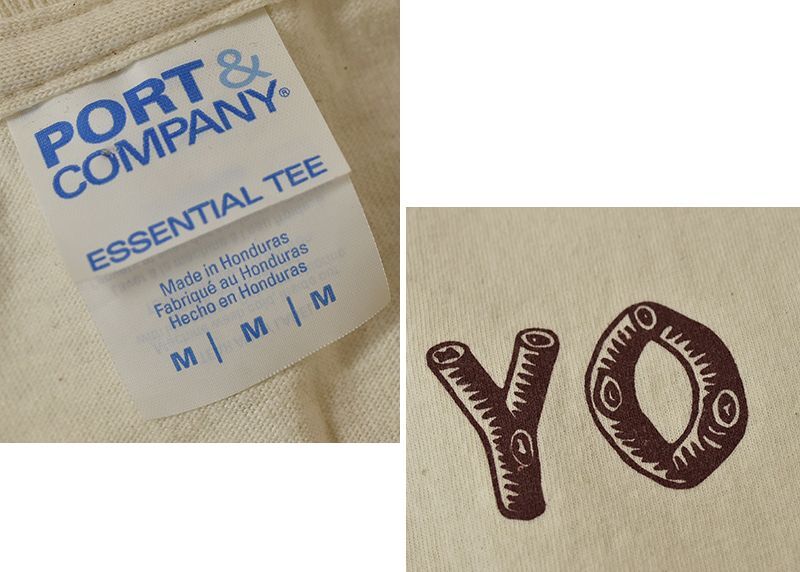 PORT &
COMPANY®
ESSENTIAL TEE
Made in Honduras
Fabriqué au Honduras
Hecho en Honduras
M | M | M
YO